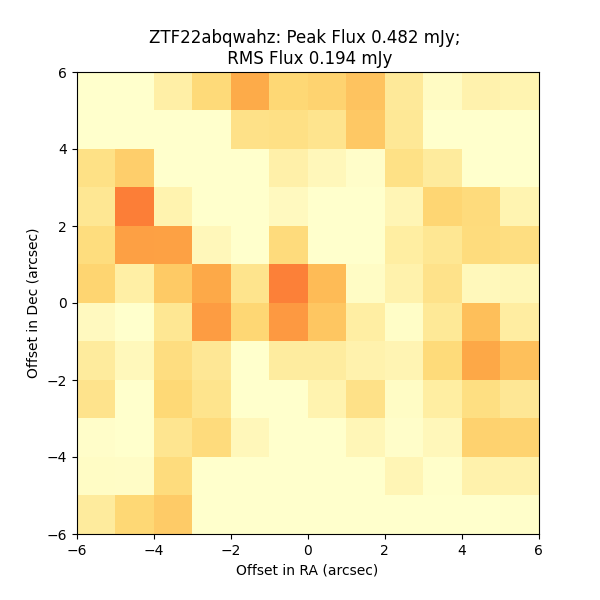 ZTF22abqwahz: Peak Flux 0.482 mJy;
RMS Flux 0.194 mJy
6
4
2
0
−2
−4
−6
Offset in Dec (arcsec)
−6 −4 −2 0 2 4 6
Offset in RA (arcsec)